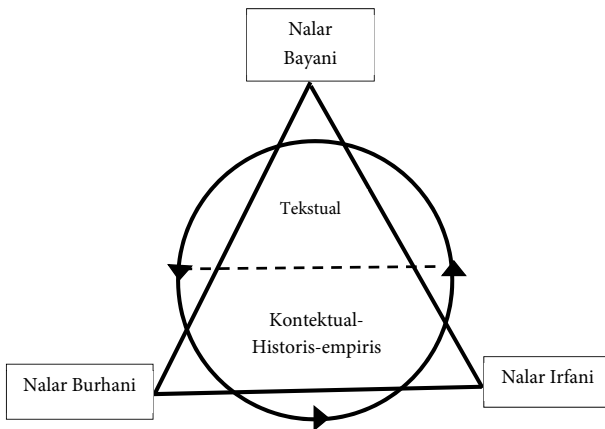 Nalar
Bayani
Tekstual
Kontektual-
Historis-empiris
Nalar Burhani
Nalar Irfani